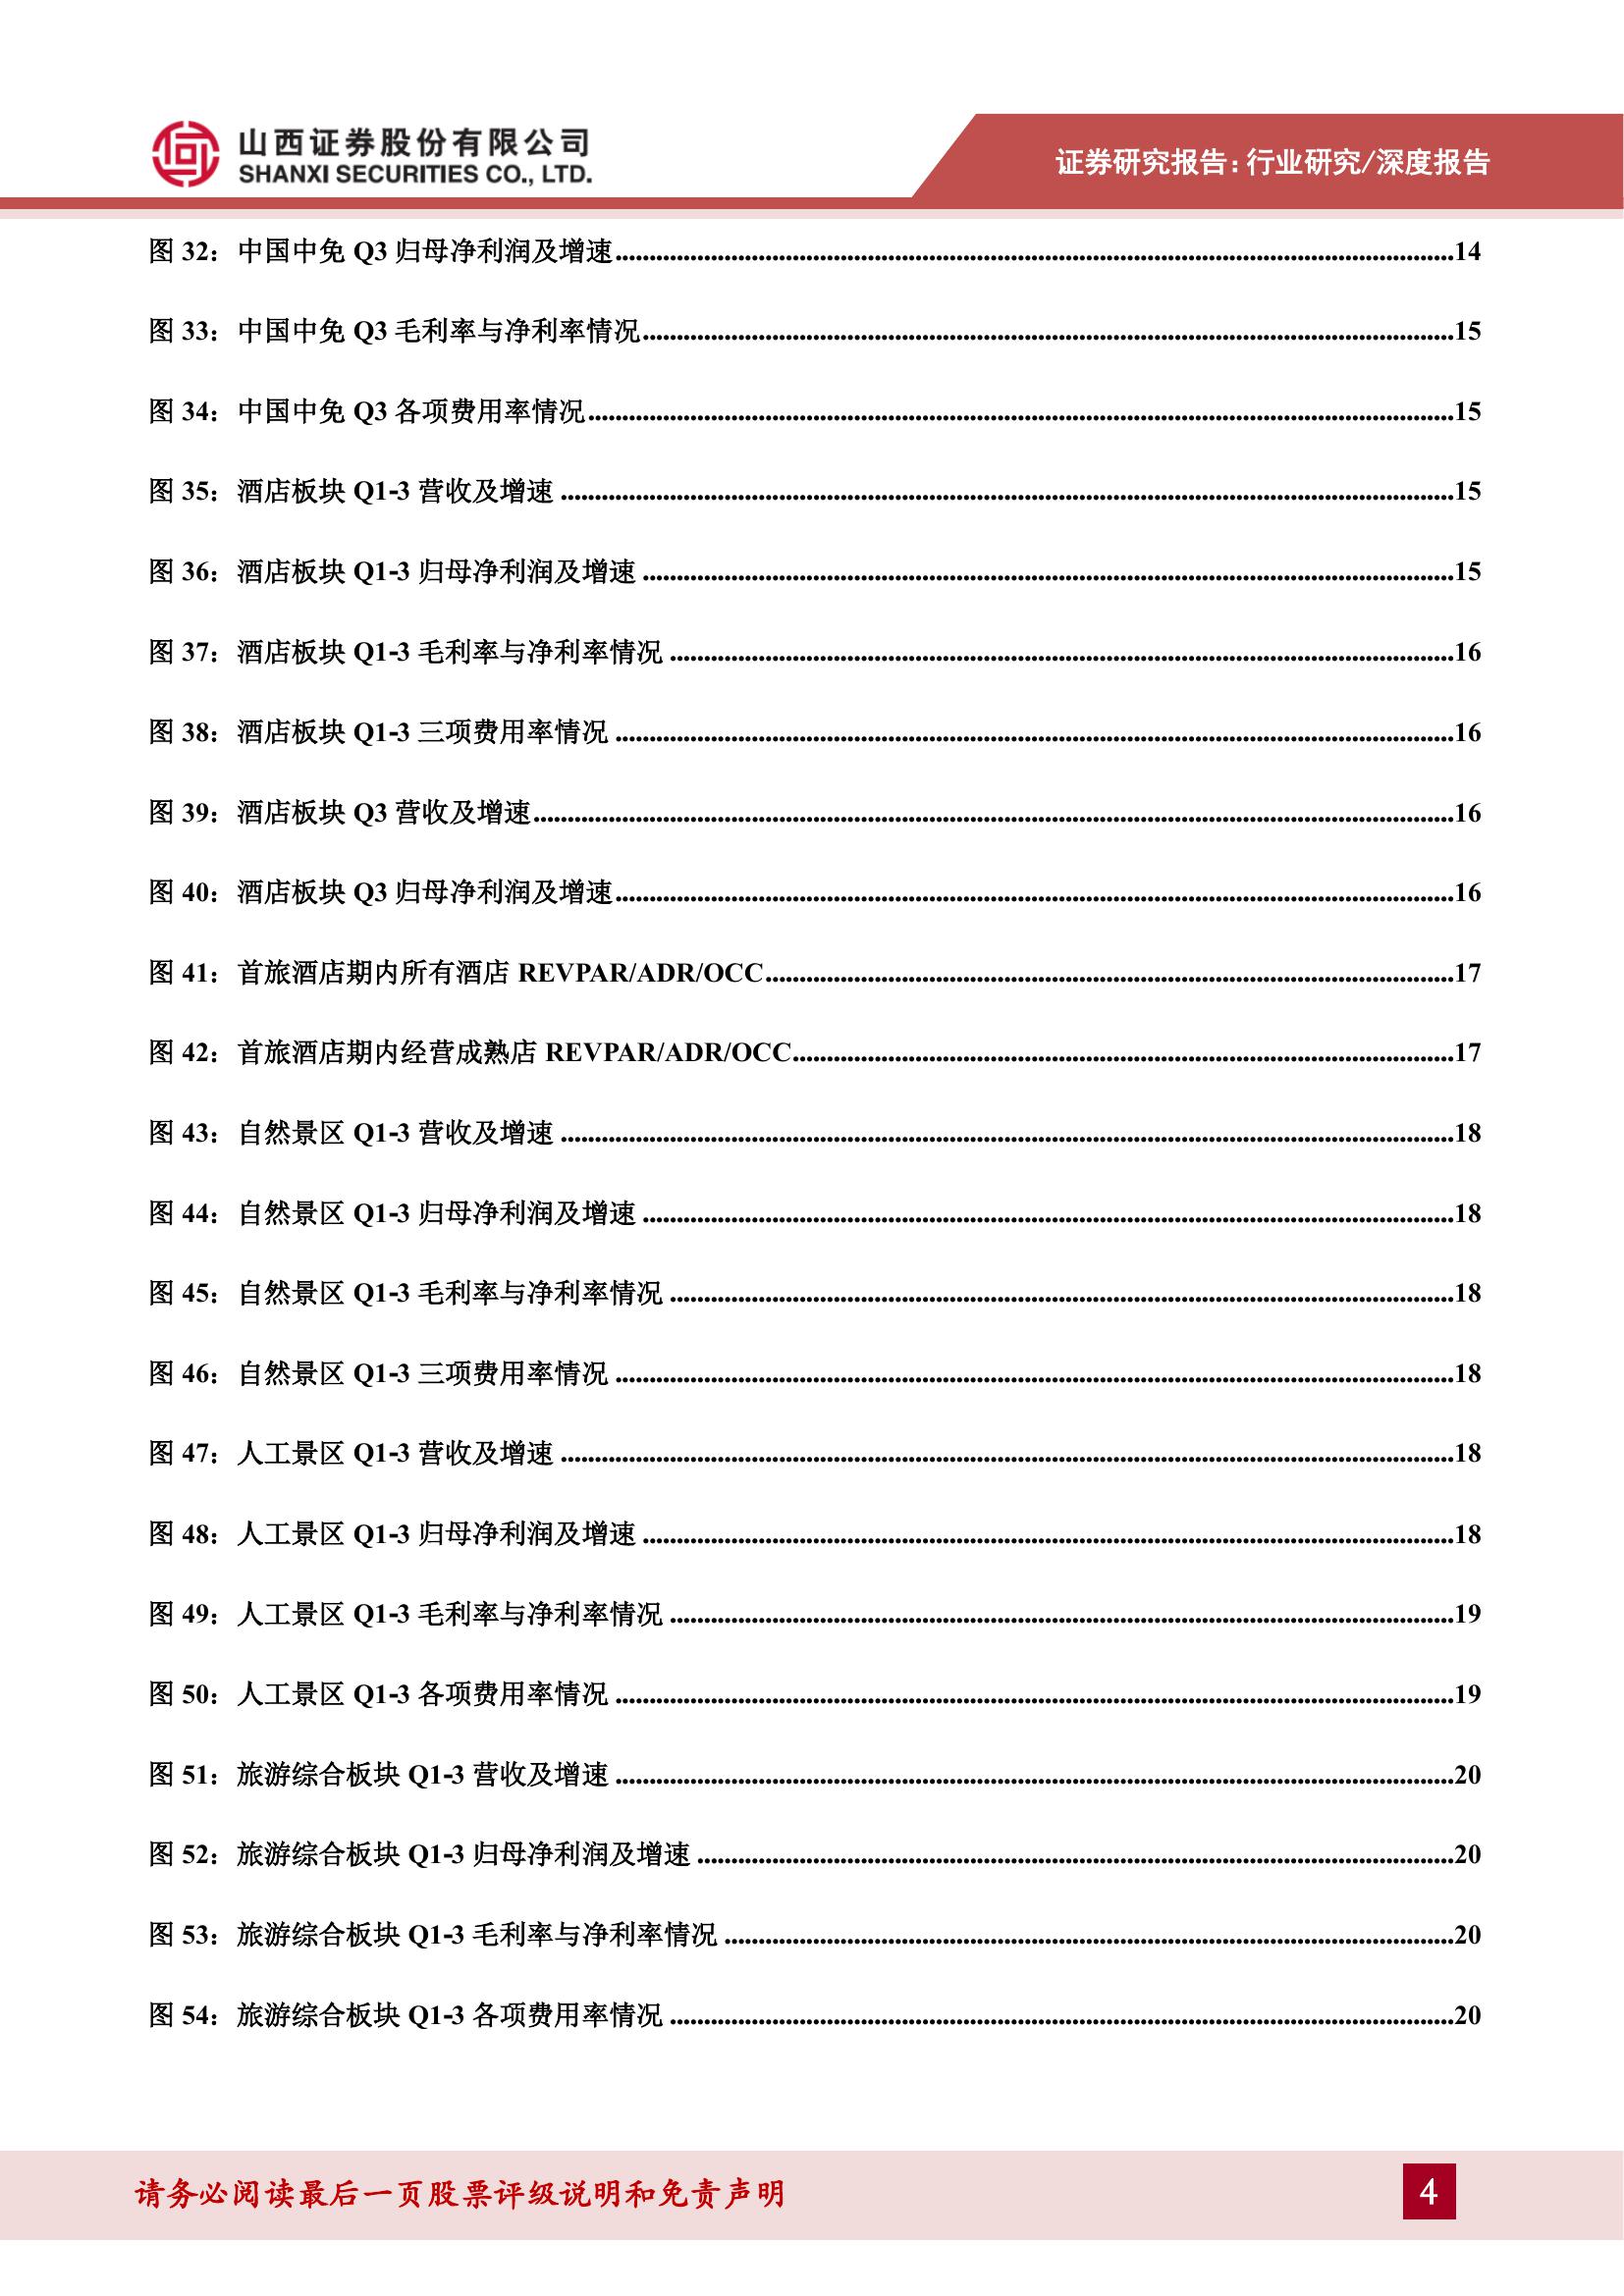 山西证券股份有限公司
SHANXI SECURITIES CO., LTD.
证券研究报告:行业研究/深度报告
图 32：中国中免 Q3 归母净利润及增速..........14
图 33：中国中免 Q3 毛利率与净利率情况..........15
图 34：中国中免 Q3 各项费用率情况..........15
图 35：酒店板块 Q1-3 营收及增速..........15
图 36：酒店板块 Q1-3 归母净利润及增速..........15
图 37：酒店板块 Q1-3 毛利率与净利率情况..........16
图 38：酒店板块 Q1-3 三项费用率情况..........16
图 39：酒店板块 Q3 营收及增速..........16
图 40：酒店板块 Q3 归母净利润及增速..........16
图 41：首旅酒店期内所有酒店 REVPAR/ADR/OCC..........17
图 42：首旅酒店期内经营成熟店 REVPAR/ADR/OCC..........17
图 43：自然景区 Q1-3 营收及增速..........18
图 44：自然景区 Q1-3 归母净利润及增速..........18
图 45：自然景区 Q1-3 毛利率与净利率情况..........18
图 46：自然景区 Q1-3 三项费用率情况..........18
图 47：人工景区 Q1-3 营收及增速..........18
图 48：人工景区 Q1-3 归母净利润及增速..........18
图 49：人工景区 Q1-3 毛利率与净利率情况..........19
图 50：人工景区 Q1-3 各项费用率情况..........19
图 51：旅游综合板块 Q1-3 营收及增速..........20
图 52：旅游综合板块 Q1-3 归母净利润及增速..........20
图 53：旅游综合板块 Q1-3 毛利率与净利率情况..........20
图 54：旅游综合板块 Q1-3 各项费用率情况..........20
请务必阅读最后一页股票评级说明和免责声明
4